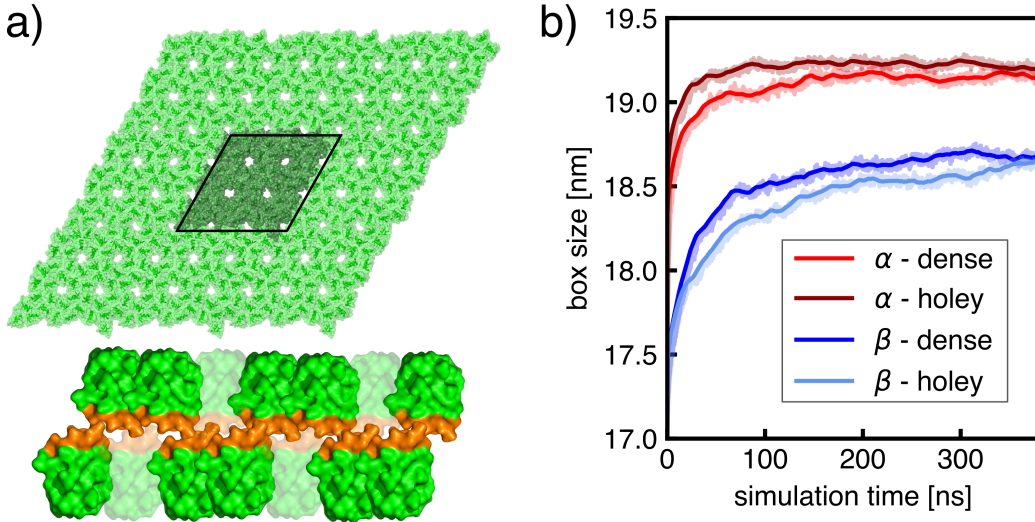 a)
b)
19.5
19.0
18.5
18.0
17.5
17.0
box size [nm]
α - dense
α - holey
β - dense
β - holey
0 100 200 300
simulation time [ns]